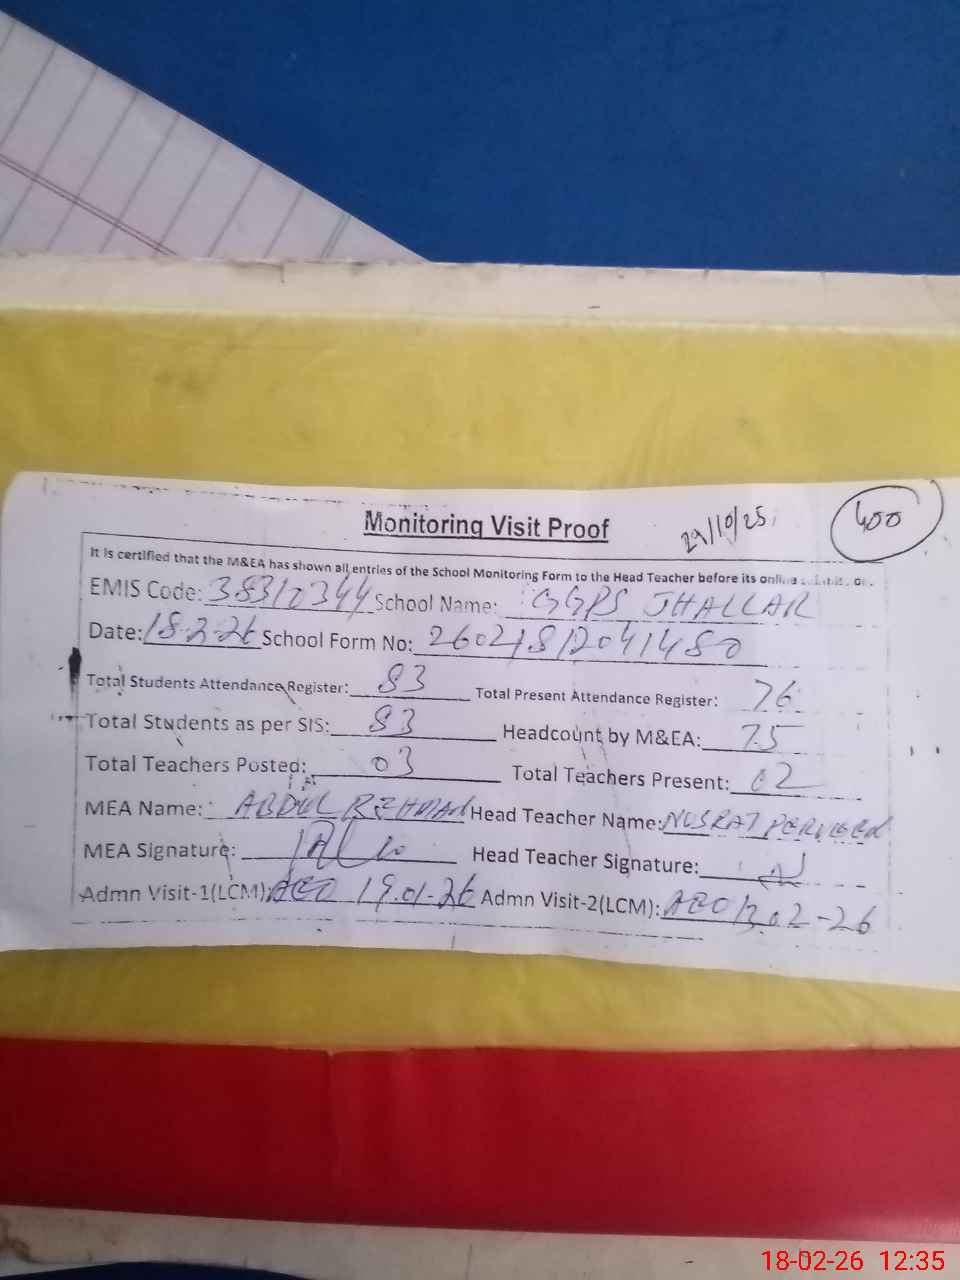 Monitoring Visit Proof 29/10/25 400
It is certified that the M&EA has shown all entries of the School Monitoring Form to the Head Teacher before its online
EMIS Code: 38310344 School Name: GGPS JHALLAR
Date: 18-2-26 School Form No: 26021812041480
Total Students Attendance Register: 83 Total Present Attendance Register: 76
Total Students as per SIS: 83 Headcount by M&EA: 75
Total Teachers Posted: 03 Total Teachers Present: 02
MEA Name: ABDUL REHMAN Head Teacher Name: NUSRAT PERVEEN
MEA Signature: Head Teacher Signature:
Admn Visit-1(LCM): AEO 19.01-26 Admn Visit-2(LCM): AEO 13.02-26
18-02-26 12:35